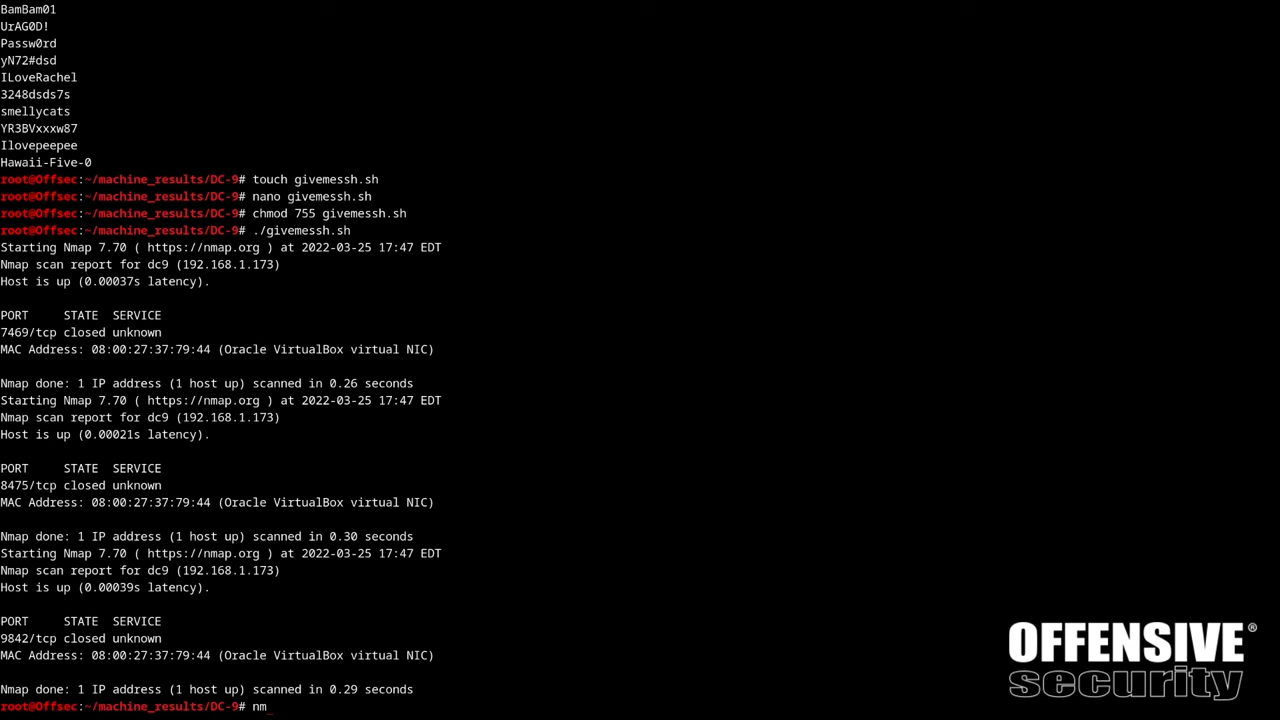 BamBam01
UrAG0D!
Passw0rd
yN72#dsd
ILoveRachel
3248dsds7s
smellycats
YR3BVxxxw87
Ilovepeepee
Hawaii-Five-0
root@Offsec:~/machine_results/DC-9# touch givemessh.sh
root@Offsec:~/machine_results/DC-9# nano givemessh.sh
root@Offsec:~/machine_results/DC-9# chmod 755 givemessh.sh
root@Offsec:~/machine_results/DC-9# ./givemessh.sh
Starting Nmap 7.70 ( https://nmap.org ) at 2022-03-25 17:47 EDT
Nmap scan report for dc9 (192.168.1.173)
Host is up (0.00037s latency).

PORT     STATE  SERVICE
7469/tcp closed unknown
MAC Address: 08:00:27:37:79:44 (Oracle VirtualBox virtual NIC)

Nmap done: 1 IP address (1 host up) scanned in 0.26 seconds
Starting Nmap 7.70 ( https://nmap.org ) at 2022-03-25 17:47 EDT
Nmap scan report for dc9 (192.168.1.173)
Host is up (0.00021s latency).

PORT     STATE  SERVICE
8475/tcp closed unknown
MAC Address: 08:00:27:37:79:44 (Oracle VirtualBox virtual NIC)

Nmap done: 1 IP address (1 host up) scanned in 0.30 seconds
Starting Nmap 7.70 ( https://nmap.org ) at 2022-03-25 17:47 EDT
Nmap scan report for dc9 (192.168.1.173)
Host is up (0.00039s latency).

PORT     STATE  SERVICE
9842/tcp closed unknown
MAC Address: 08:00:27:37:79:44 (Oracle VirtualBox virtual NIC)

Nmap done: 1 IP address (1 host up) scanned in 0.29 seconds
root@Offsec:~/machine_results/DC-9# nm_
OFFENSIVE®
security